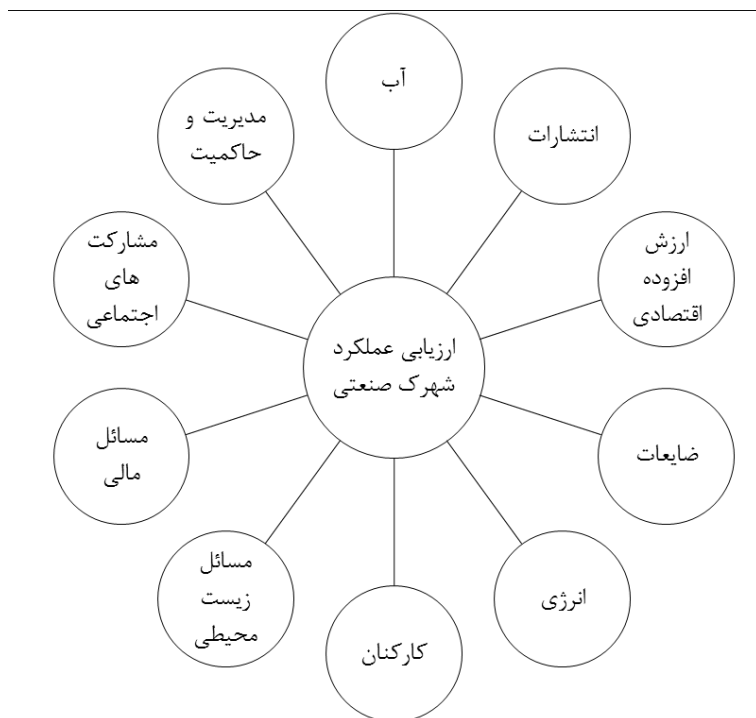 آب
انتشارات
ارزش
افزوده
اقتصادی
ضایعات
انرژی
کارکنان
مسائل
زیست
محیطی
مسائل
مالی
مشارکت
های
اجتماعی
مدیریت و
حاکمیت
ارزیابی عملکرد
شهرک صنعتی